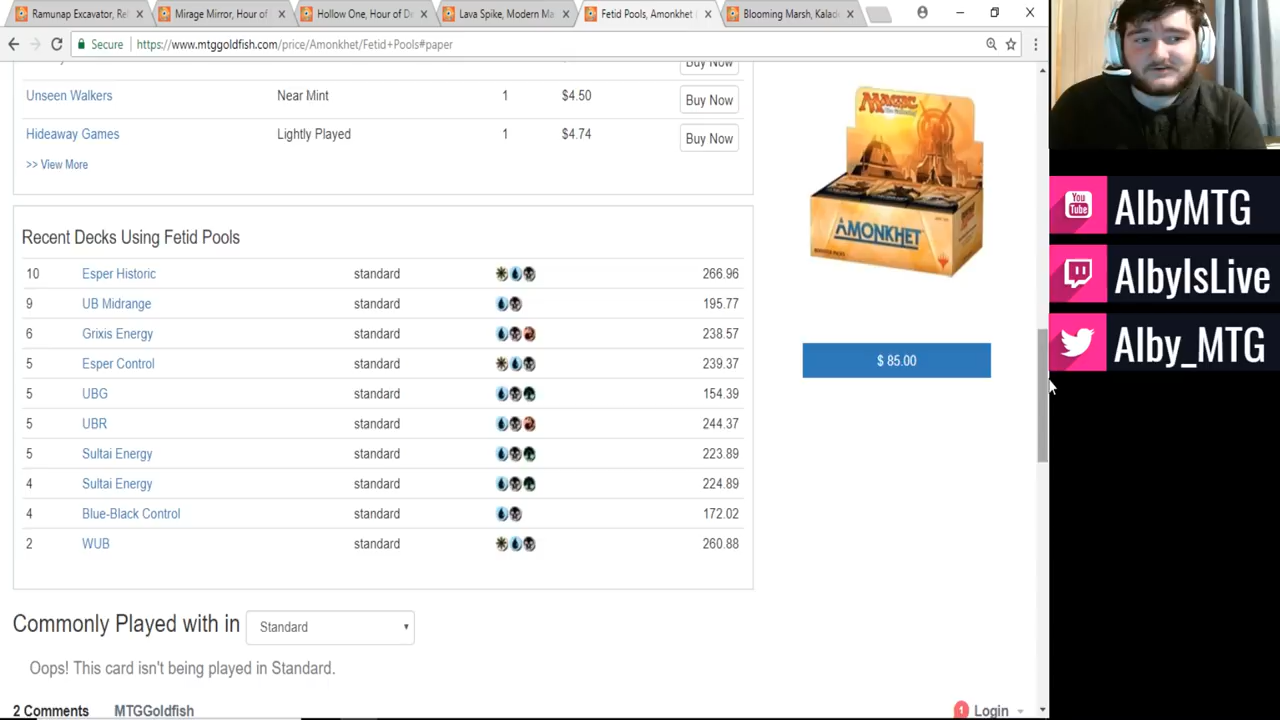 Ramunap Excavator, Rel
Mirage Mirror, Hour of
Hollow One, Hour of De
Lava Spike, Modern Ma
Fetid Pools, Amonkhet
Blooming Marsh, Kalad
Secure
https://www.mtggoldfish.com/price/Amonkhet/Fetid+Pools#paper
Buy Now
Unseen Walkers Near Mint 1 $4.50 Buy Now
Hideaway Games Lightly Played 1 $4.74 Buy Now
>> View More
MAGIC
AMONKHET
Recent Decks Using Fetid Pools
10 Esper Historic standard 266.96
9 UB Midrange standard 195.77
6 Grixis Energy standard 238.57
5 Esper Control standard 239.37
5 UBG standard 154.39
5 UBR standard 244.37
5 Sultai Energy standard 223.89
4 Sultai Energy standard 224.89
4 Blue-Black Control standard 172.02
2 WUB standard 260.88
$ 85.00
Commonly Played with in Standard
Oops! This card isn't being played in Standard.
2 Comments MTGGoldfish 1 Login
You Tube AlbyMTG
AlbyIsLive
Alby_MTG